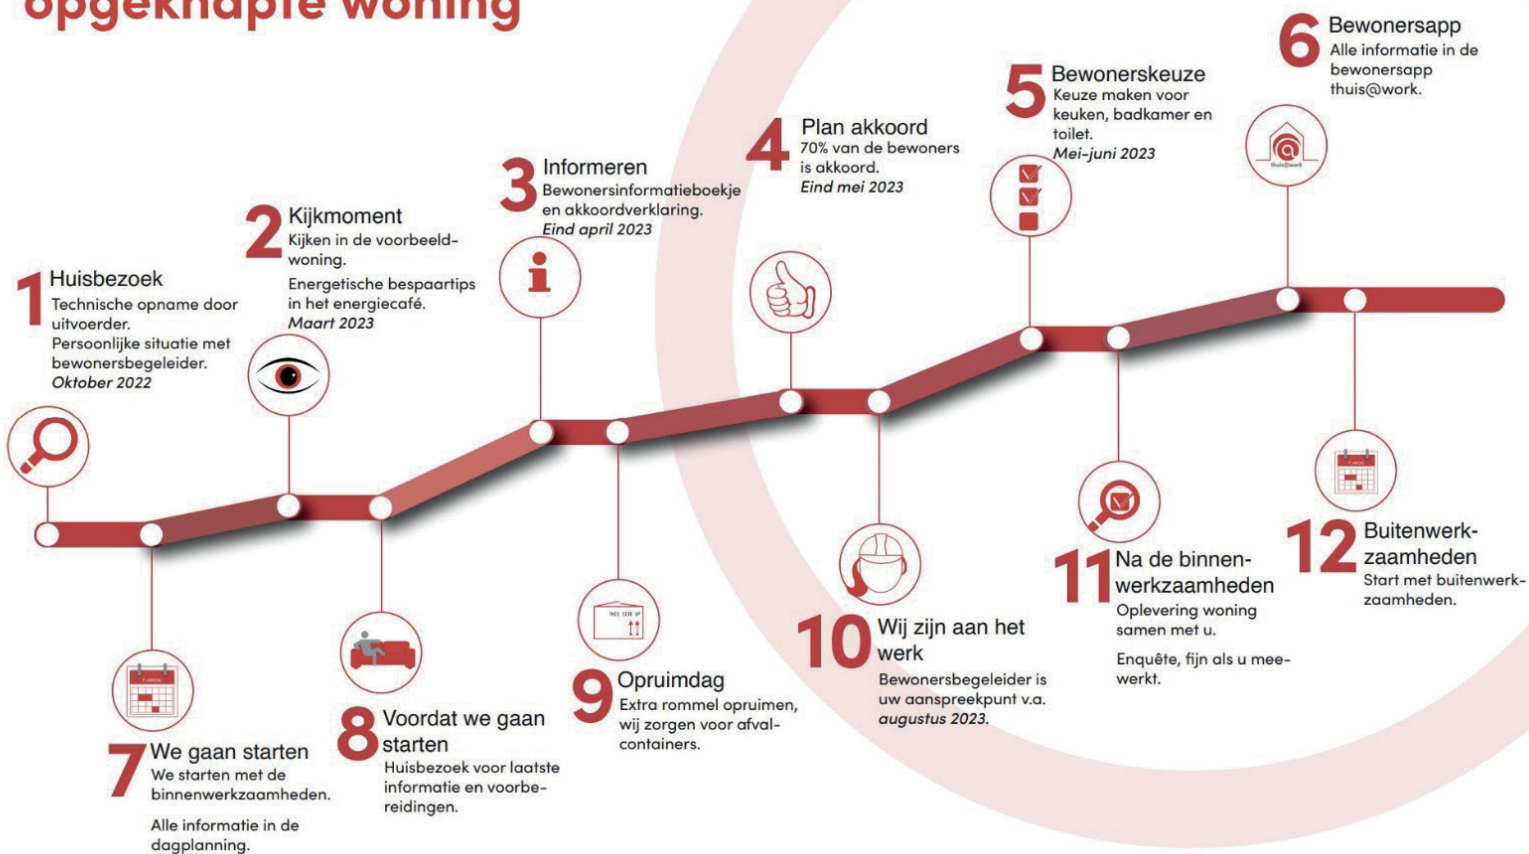 opgeknapte woning
1 Huisbezoek
Technische opname door
uitvoerder.
Persoonlijke situatie met
bewonersbegeleider.
Oktober 2022
2 Kijkmoment
Kijken in de voorbeeld-
woning.
Energetische bespaartips
in het energiecafé.
Maart 2023
3 Informeren
Bewonersinformatieboekje
en akkoordverklaring.
Eind april 2023
4 Plan akkoord
70% van de bewoners
is akkoord.
Eind mei 2023
5 Bewonerskeuze
Keuze maken voor
keuken, badkamer en
toilet.
Mei-juni 2023
6 Bewonersapp
Alle informatie in de
bewonersapp
thuis@work.
thuis@work
7 We gaan starten
We starten met de
binnenwerkzaamheden.
Alle informatie in de
dagplanning.
8 Voordat we gaan
starten
Huisbezoek voor laatste
informatie en voorbe-
reidingen.
THIS SIDE UP
9 Opruimdag
Extra rommel opruimen,
wij zorgen voor afval-
containers.
10 Wij zijn aan het
werk
Bewonersbegeleider is
uw aanspreekpunt v.a.
augustus 2023.
11 Na de binnen-
werkzaamheden
Oplevering woning
samen met u.
Enquête, fijn als u mee-
werkt.
12 Buitenwerk-
zaamheden
Start met buitenwerk-
zaamheden.